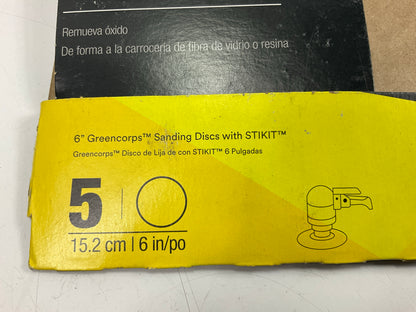 Remueva óxido
De forma a la carrocería de fibra de vidrio o resina
6" Greencorps™ Sanding Discs with STIKIT™
Greencorps™ Disco de Lija de con STIKIT™ 6 Pulgadas
5
15.2 cm | 6 in/po